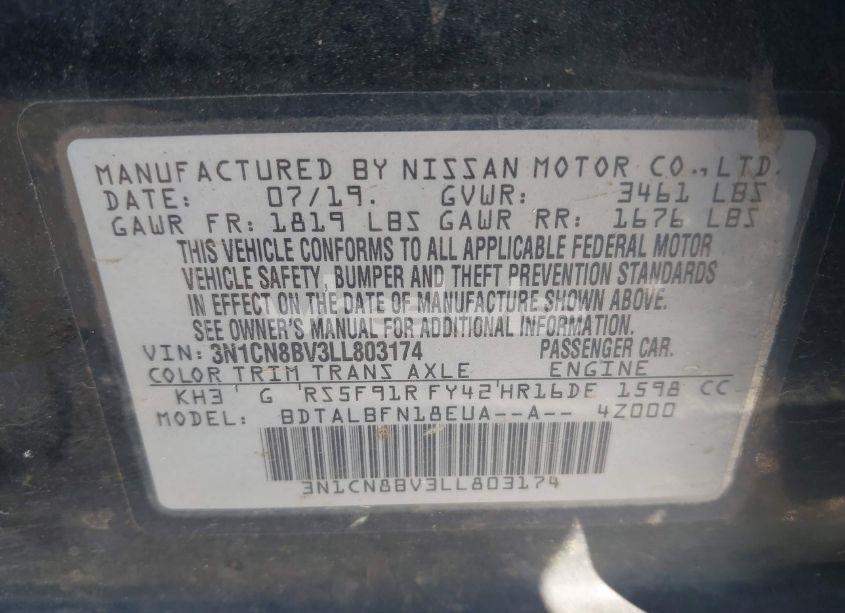 MANUFACTURED BY NISSAN MOTOR CO., LTD.
DATE: 07/19. GVWR: 3461 LBS
GAWR FR: 1819 LBS GAWR RR: 1676 LBS
THIS VEHICLE CONFORMS TO ALL APPLICABLE FEDERAL MOTOR
VEHICLE SAFETY, BUMPER AND THEFT PREVENTION STANDARDS
IN EFFECT ON THE DATE OF MANUFACTURE SHOWN ABOVE.
SEE OWNER'S MANUAL FOR ADDITIONAL INFORMATION.
VIN: 3N1CN8BV3LL803174 PASSENGER CAR.
COLOR TRIM TRANS AXLE ENGINE
KH3 G RS5F91R FY42 HR16DE 1598 CC
MODEL: BDTALBFN18EUA--A-- 4Z000
3N1CN8BV3LL803174